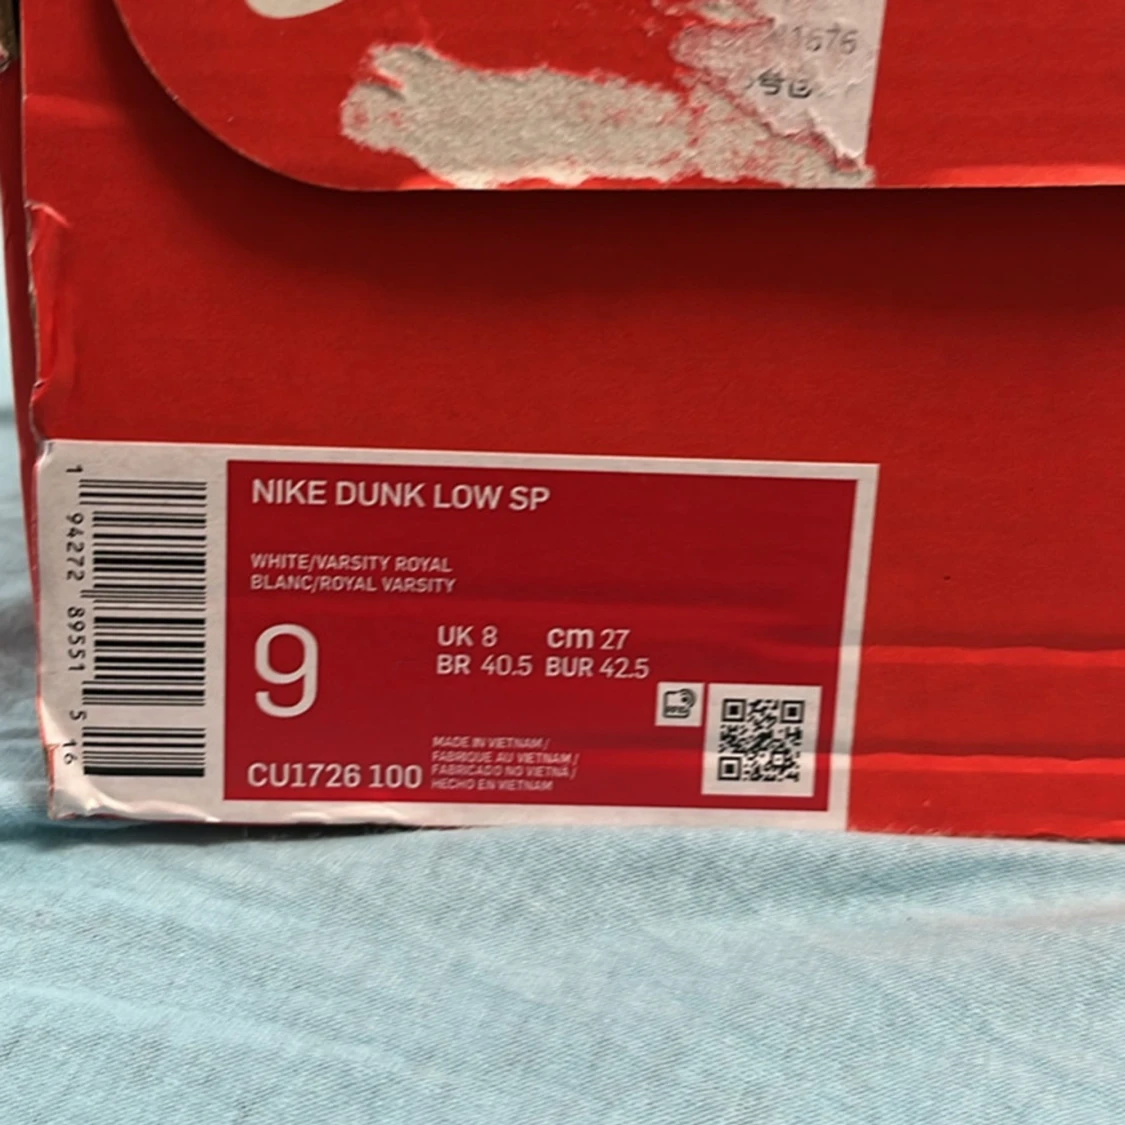 1676
NIKE DUNK LOW SP
WHITE/VARSITY ROYAL
BLANC/ROYAL VARSITY
9
UK 8 cm 27
BR 40.5 BUR 42.5
CU1726 100
MADE IN VIETNAM/
FABRIQUE AU VIETNAM/
FABRICADO NO VIETNÃ/
HECHO EN VIETNAM
1 94272 89551 5 16